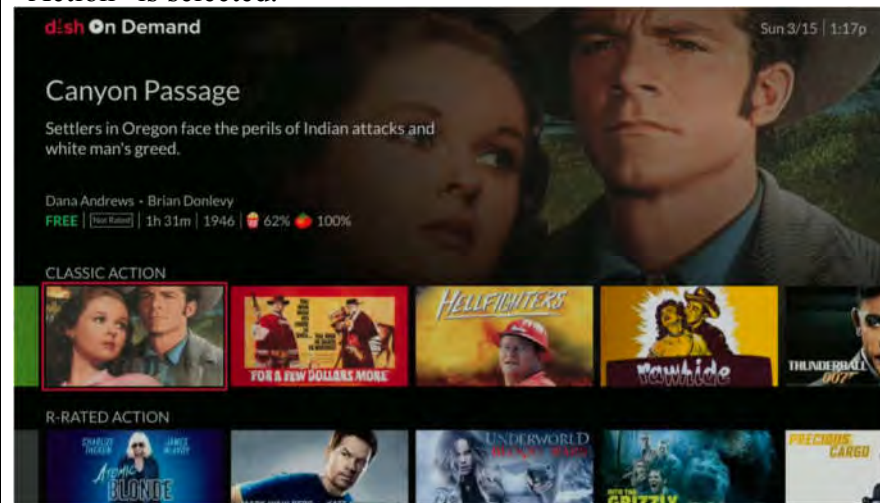 "Action" is selected.
dish On Demand
Sun 3/15 | 1:17p
Canyon Passage
Settlers in Oregon face the perils of Indian attacks and
white man's greed.
Dana Andrews • Brian Donlevy
FREE | Not Rated | 1h 31m | 1946 | 62% 100%
CLASSIC ACTION
FOR A FEW DOLLARS MORE
HELLFIGHTERS
rawhide
THUNDERBALL
007
R-RATED ACTION
CHARLIZE THERON
JAMES McAVOY
ATOMIC
BLONDE
UNDERWORLD
BLOOD WARS
INTO THE
GRIZZLY
PRECIOUS
CARGO